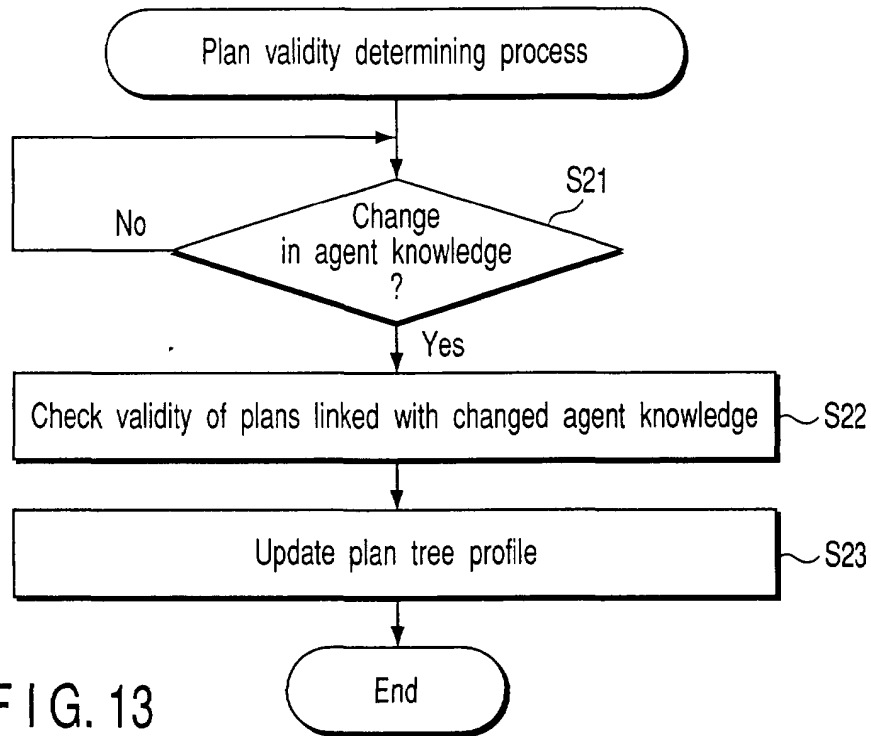 Plan validity determining process
S21
Change
in agent knowledge
?
No
Yes
Check validity of plans linked with changed agent knowledge
S22
Update plan tree profile
S23
End
FIG. 13